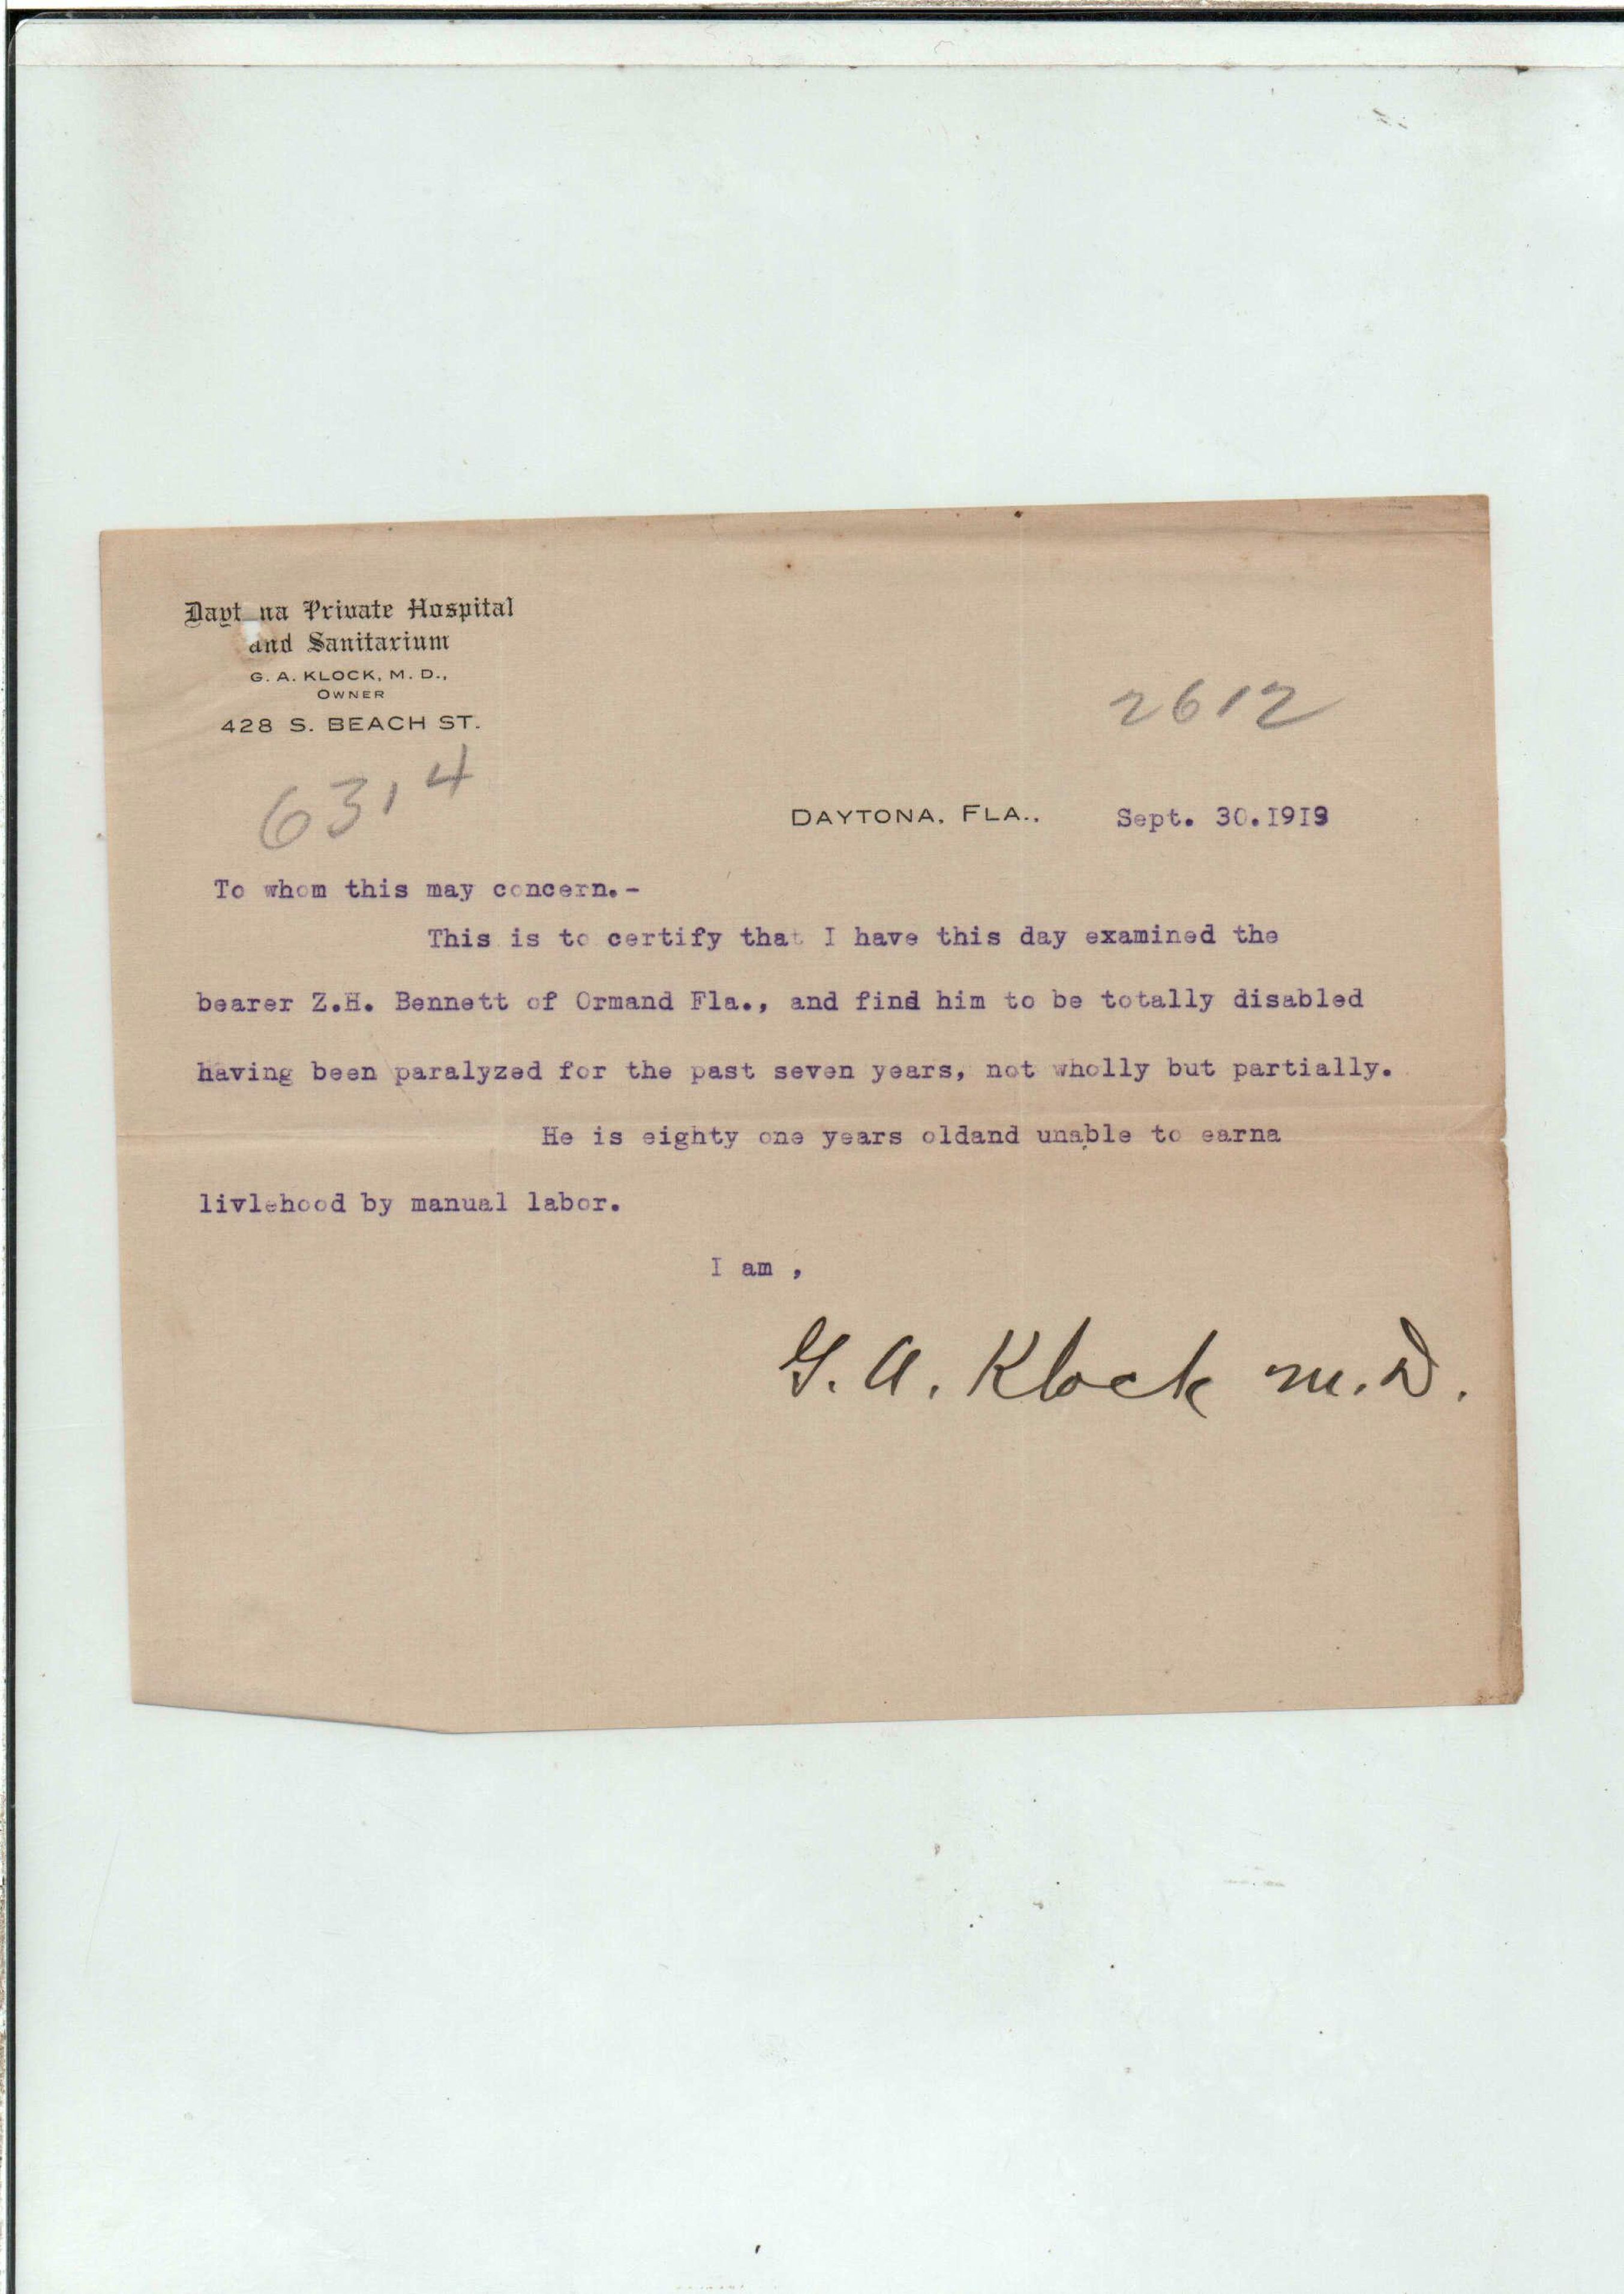 Dayt na Private Hospital
and Sanitarium
G. A. KLOCK, M. D.,
OWNER
428 S. BEACH ST.
2612
6314
DAYTONA, FLA.,
To whom this may concern.-
This is to certify that I have this day examined the
bearer Z.H. Bennett of Ormand Fla., and find him to be totally disabled
having been paralyzed for the past seven years, not wholly but partially.
He is eighty one years oldand unable to earna
livlehood by manual labor.
I am ,
G. A. Klock M.D.